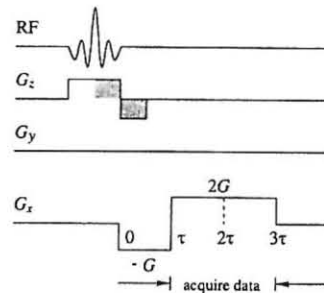 RF
Gz
Gy
2G
Gx
0 τ 2τ 3τ
- G
acquire data